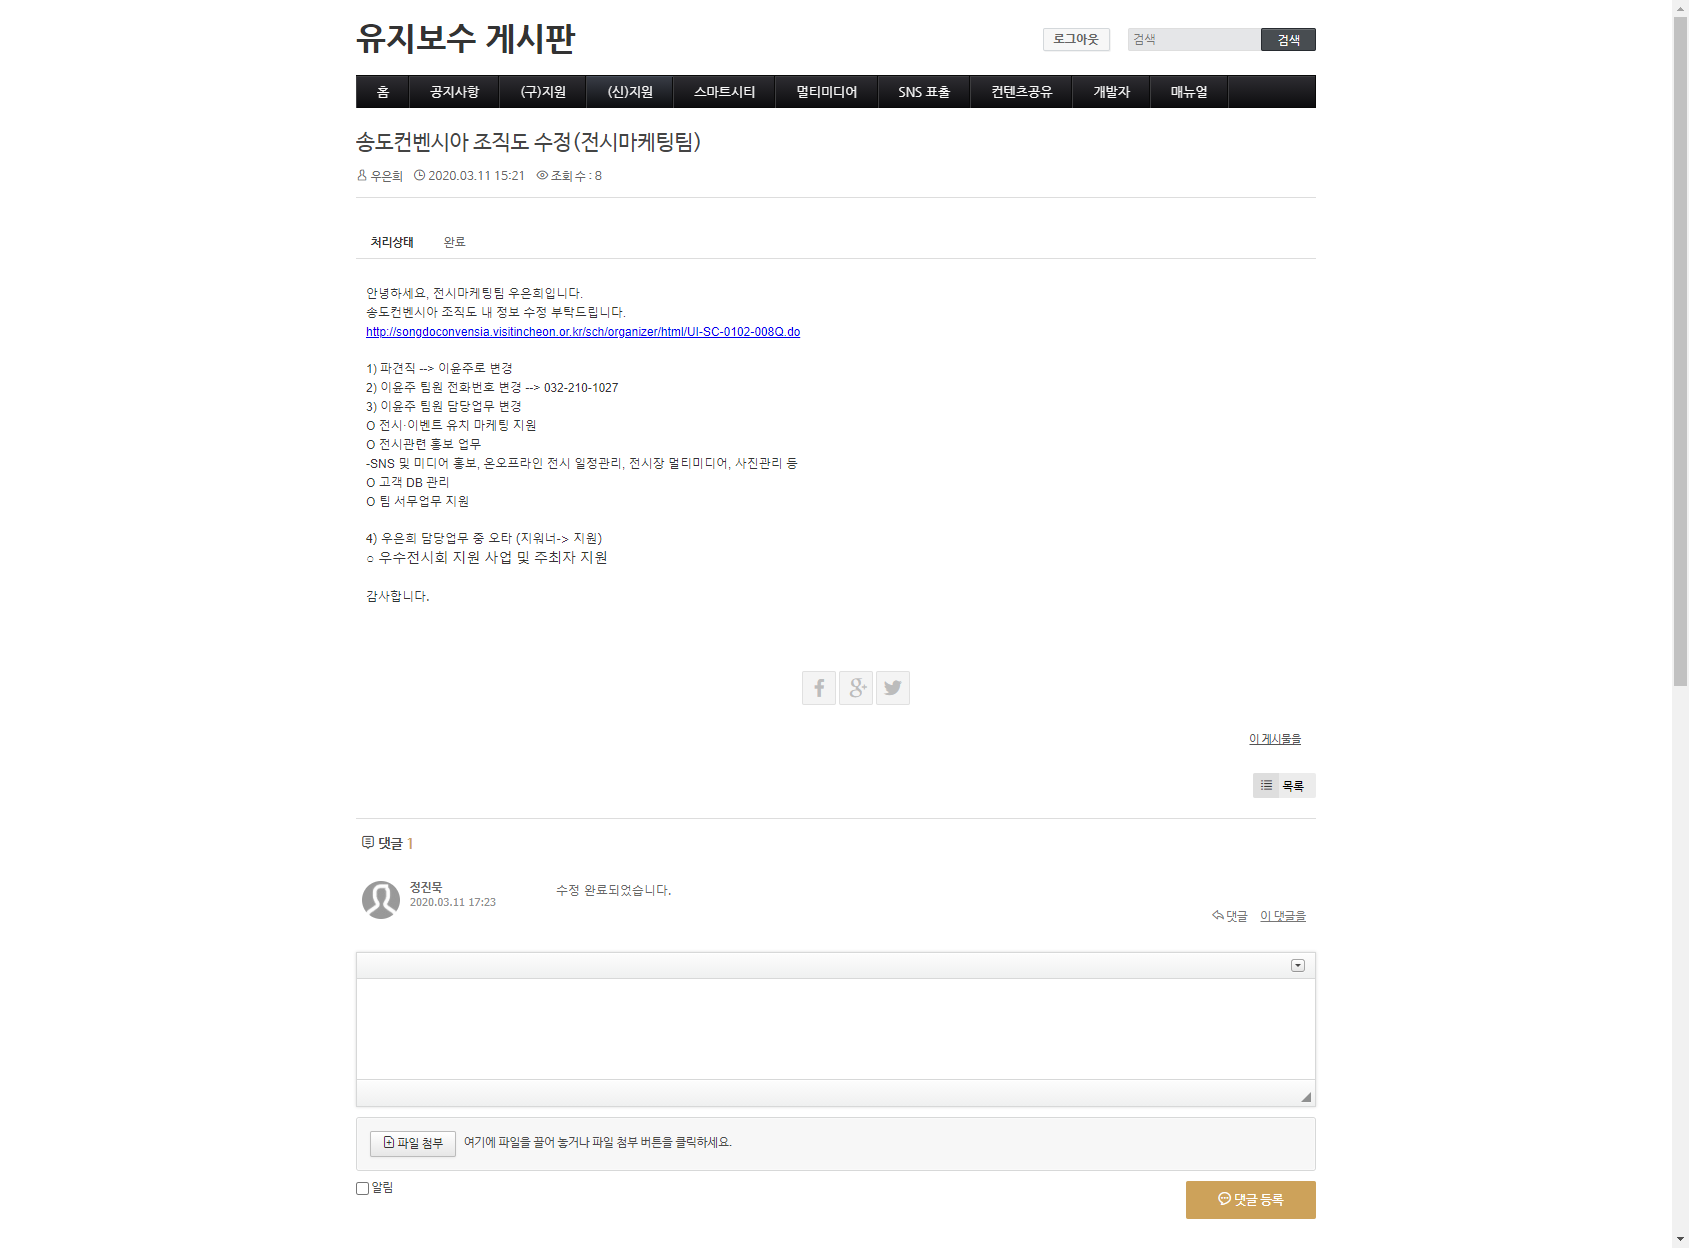 유지보수 게시판
로그아웃
검색
검색
홈 공지사항 (구)지원 (신)지원 스마트시티 멀티미디어 SNS 표출 컨텐츠공유 개발자 매뉴얼
송도컨벤시아 조직도 수정(전시마케팅팀)
우은희 2020.03.11 15:21 조회 수 : 8
처리상태 완료
안녕하세요, 전시마케팅팀 우은희입니다.
송도컨벤시아 조직도 내 정보 수정 부탁드립니다.
http://songdoconvensia.visitincheon.or.kr/sch/organizer/html/UI-SC-0102-008Q.do
1) 파견직 --> 이윤주로 변경
2) 이윤주 팀원 전화번호 변경 --> 032-210-1027
3) 이윤주 팀원 담당업무 변경
O 전시·이벤트 유치 마케팅 지원
O 전시관련 홍보 업무
-SNS 및 미디어 홍보, 온오프라인 전시 일정관리, 전시장 멀티미디어, 사진관리 등
O 고객 DB 관리
O 팀 서무업무 지원
4) 우은희 담당업무 중 오타 (지워너-> 지원)
○ 우수전시회 지원 사업 및 주최자 지원
감사합니다.
이 게시물을
목록
댓글 1
정진묵
2020.03.11 17:23
수정 완료되었습니다.
댓글 이 댓글을
파일 첨부 여기에 파일을 끌어 놓거나 파일 첨부 버튼을 클릭하세요.
알림
댓글 등록